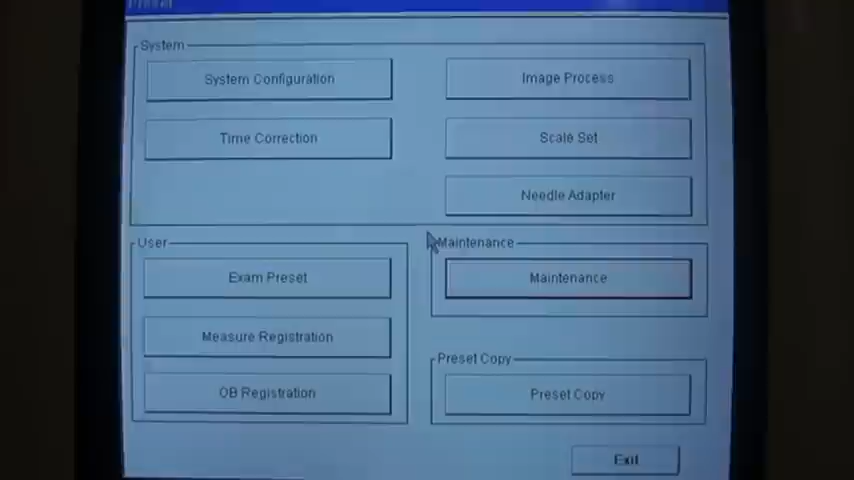 Preset
System
System Configuration
Image Process
Time Correction
Scale Set
Needle Adapter
User
Maintenance
Exam Preset
Maintenance
Measure Registration
Preset Copy
OB Registration
Preset Copy
Exit